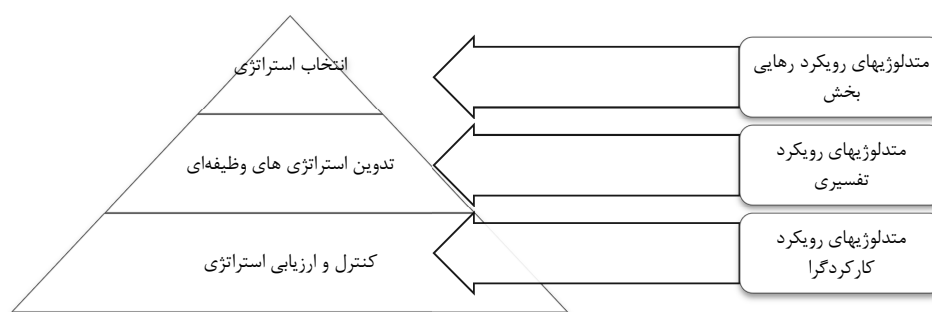 انتخاب استراتژی
متدلوژیهای رویکرد رهایی
بخش
تدوین استراتژی های وظیفه‌ای
متدلوژیهای رویکرد
تفسیری
کنترل و ارزیابی استراتژی
متدلوژیهای رویکرد
کارکردگرا